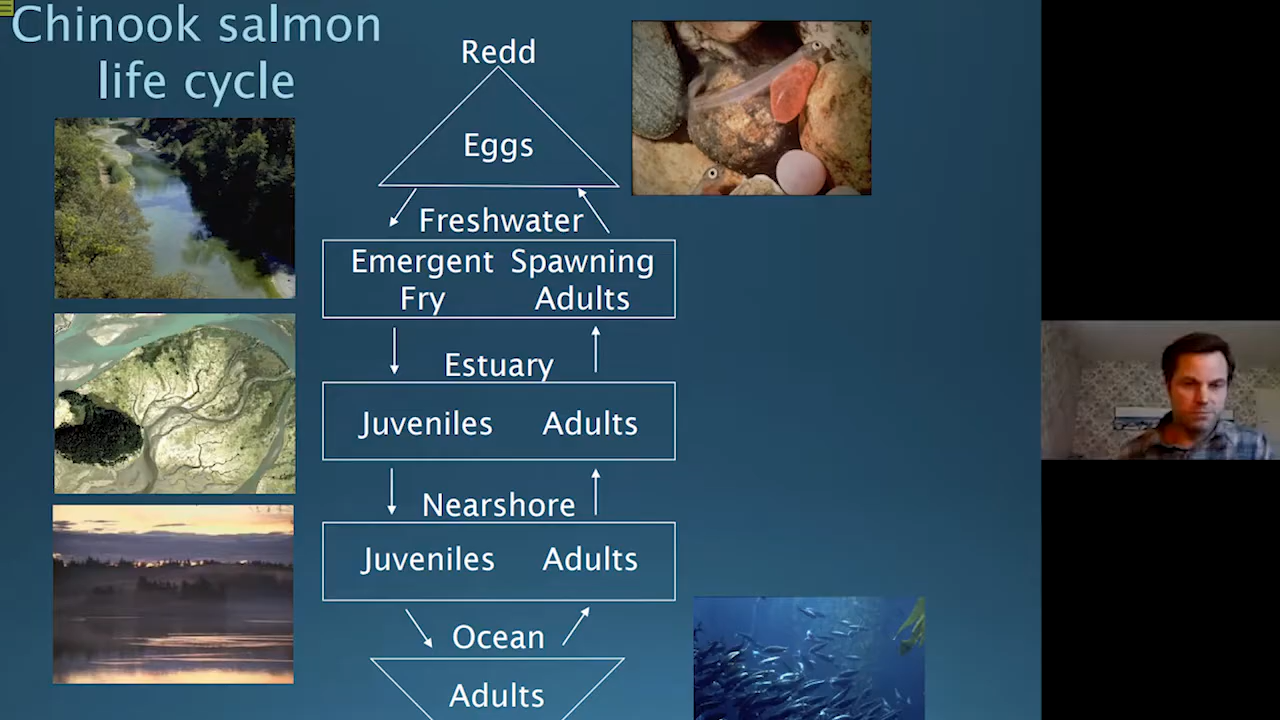 Chinook salmon
life cycle
Redd
Eggs
Freshwater
Emergent Spawning
Fry Adults
Estuary
Juveniles Adults
Nearshore
Juveniles Adults
Ocean
Adults